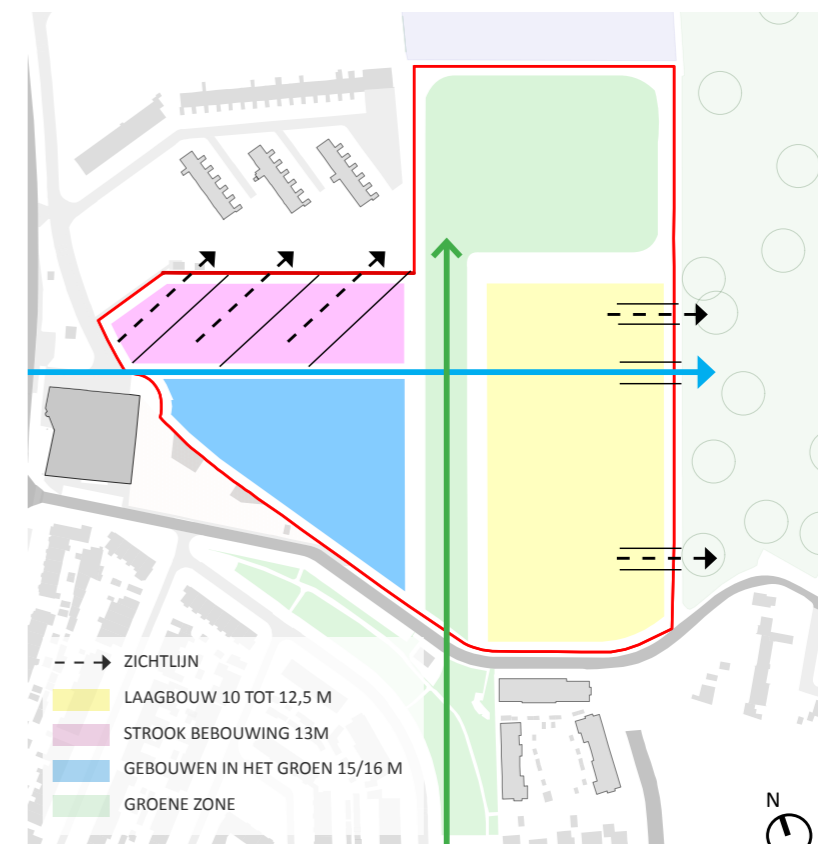 ZICHTLIJN
LAAGBOUW 10 TOT 12,5 M
STROOK BEBOUWING 13M
GEBOUWEN IN HET GROEN 15/16 M
GROENE ZONE
N